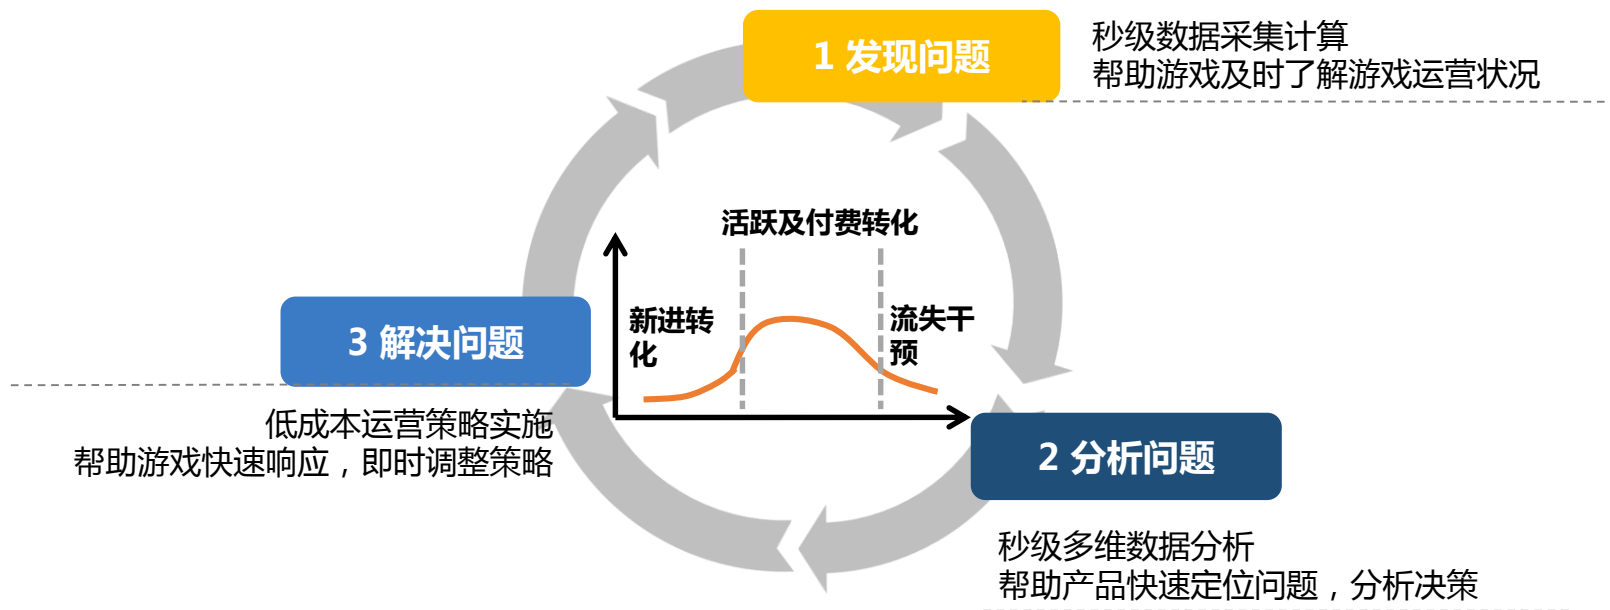 1 发现问题
秒级数据采集计算
帮助游戏及时了解游戏运营状况
活跃及付费转化
新进转
化
流失干
预
3 解决问题
低成本运营策略实施
帮助游戏快速响应，即时调整策略
2 分析问题
秒级多维数据分析
帮助产品快速定位问题，分析决策